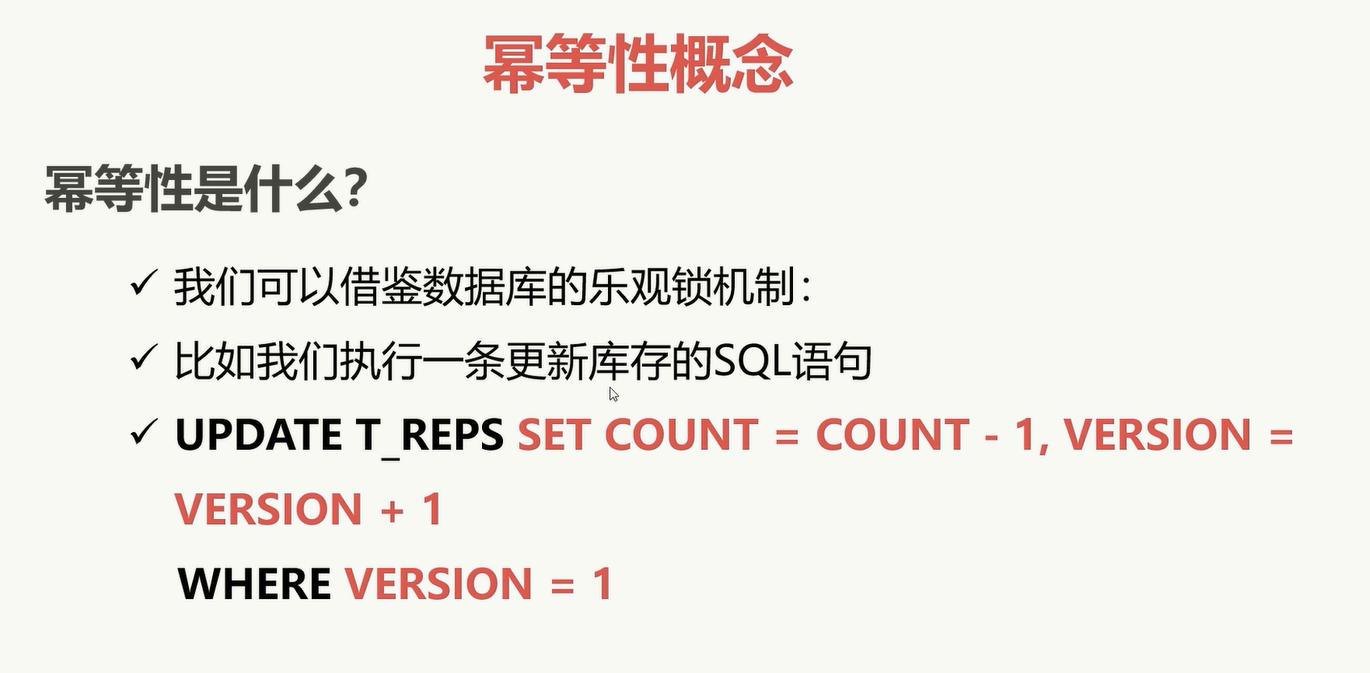 幂等性概念
幂等性是什么？
✓ 我们可以借鉴数据库的乐观锁机制：
✓ 比如我们执行一条更新库存的SQL语句
✓ UPDATE T_REPS SET COUNT = COUNT - 1, VERSION =
VERSION + 1
WHERE VERSION = 1